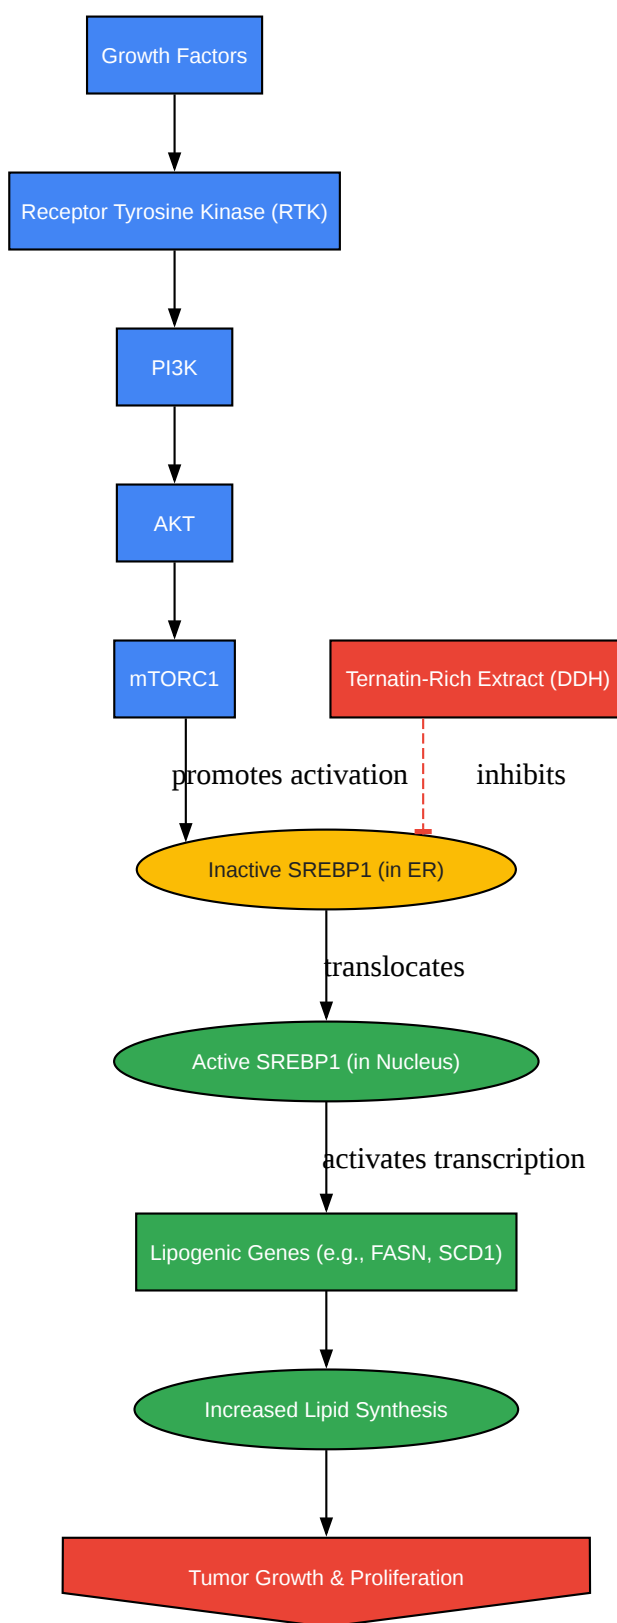 Growth Factors
Receptor Tyrosine Kinase (RTK)
PI3K
AKT
mTORC1
Ternatin-Rich Extract (DDH)
promotes activation
inhibits
Inactive SREBP1 (in ER)
translocates
Active SREBP1 (in Nucleus)
activates transcription
Lipogenic Genes (e.g., FASN, SCD1)
Increased Lipid Synthesis
Tumor Growth & Proliferation